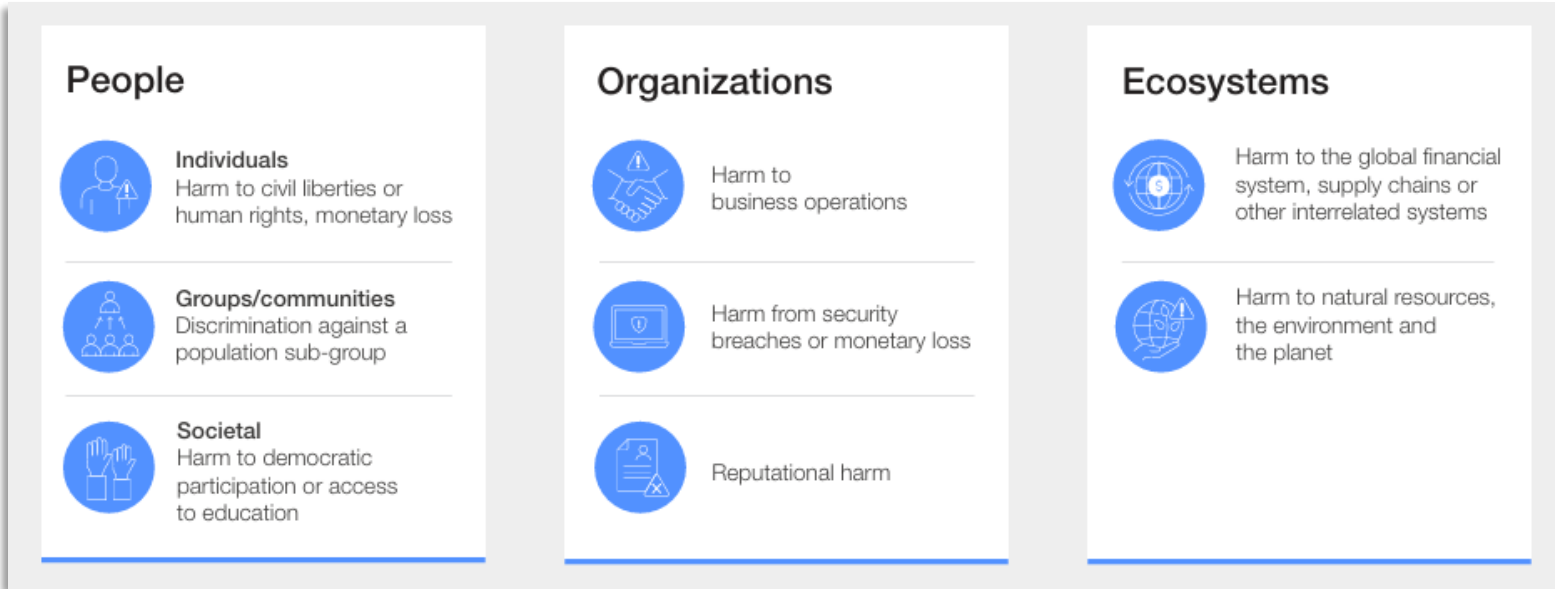 People
Individuals
Harm to civil liberties or
human rights, monetary loss
Groups/communities
Discrimination against a
population sub-group
Societal
Harm to democratic
participation or access
to education
Organizations
Harm to
business operations
Harm from security
breaches or monetary loss
Reputational harm
Ecosystems
Harm to the global financial
system, supply chains or
other interrelated systems
Harm to natural resources,
the environment and
the planet